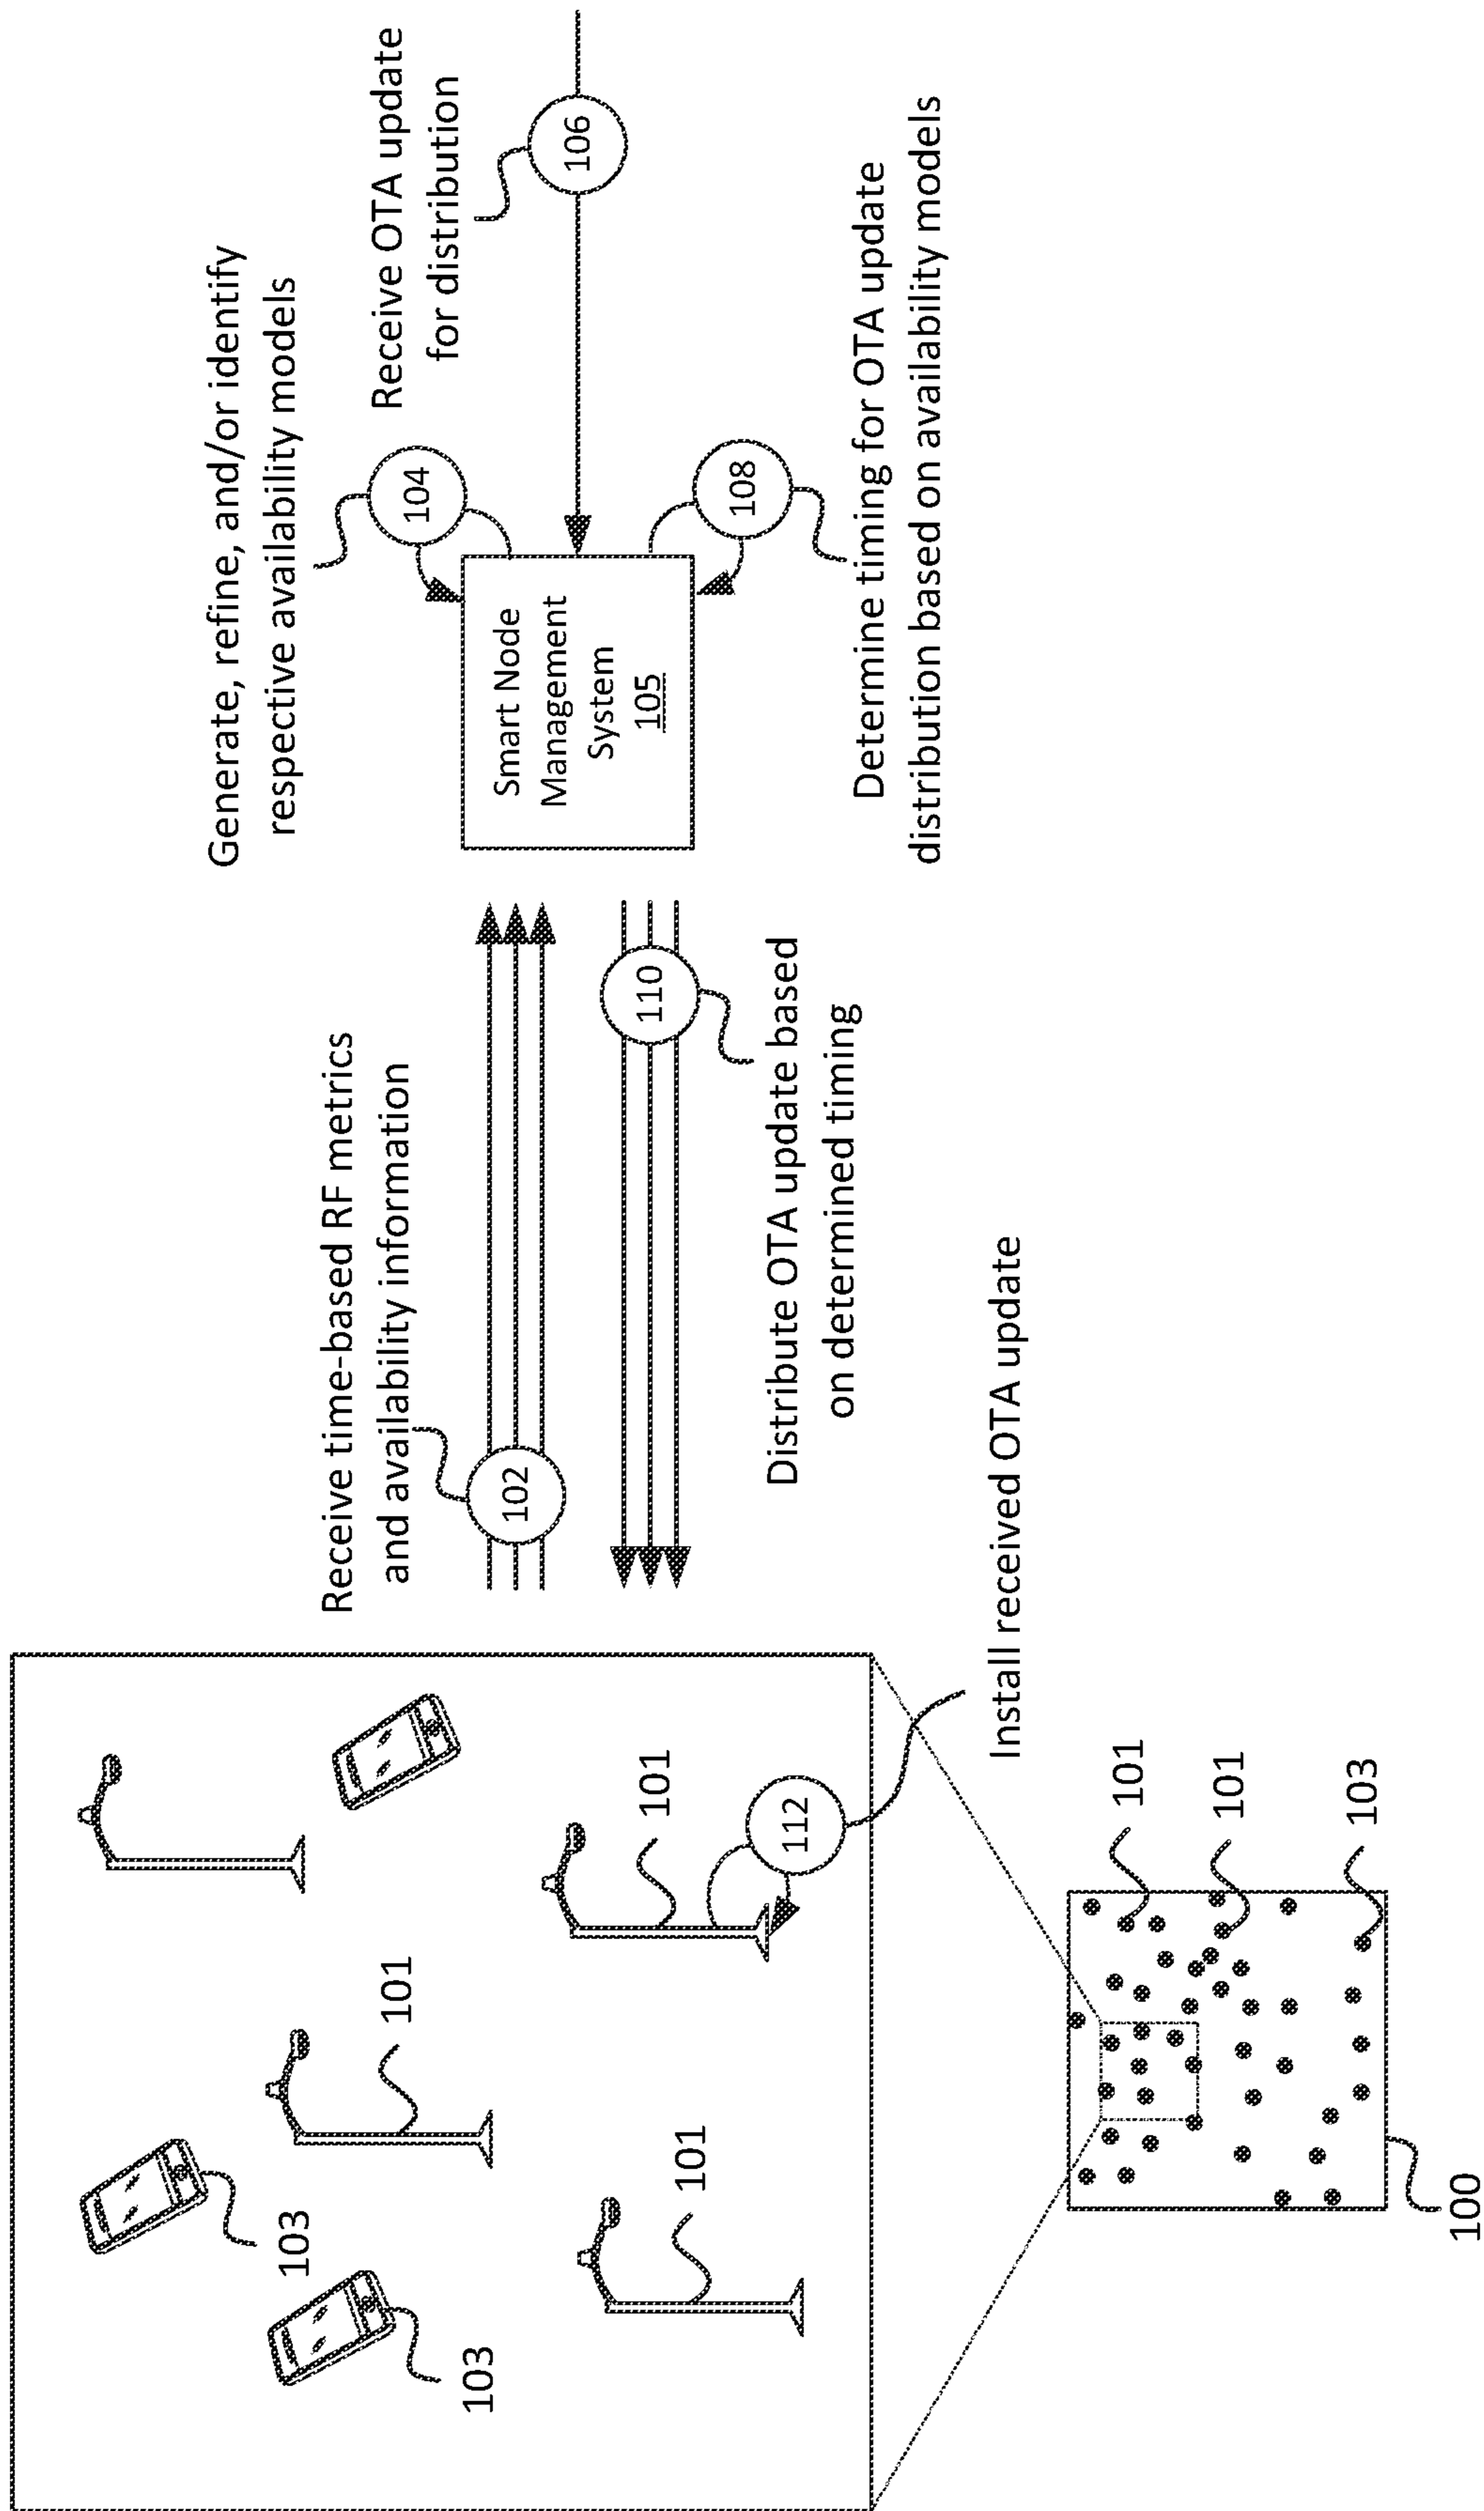 103
103
101
101
101
112
Install received OTA update
101
101
103
100
Receive time-based RF metrics
and availability information
102
110
Distribute OTA update based
on determined timing
Generate, refine, and/or identify
respective availability models
104
Smart Node
Management
System
105
Receive OTA update
for distribution
106
108
Determine timing for OTA update
distribution based on availability models